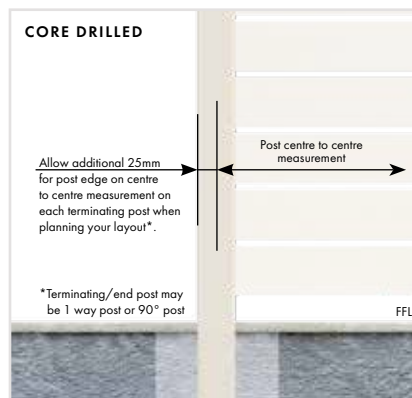 CORE DRILLED
Post centre to centre
measurement
Allow additional 25mm
for post edge on centre
to centre measurement on
each terminating post when
planning your layout*.
*Terminating/end post may
be 1 way post or 90° post
FFL